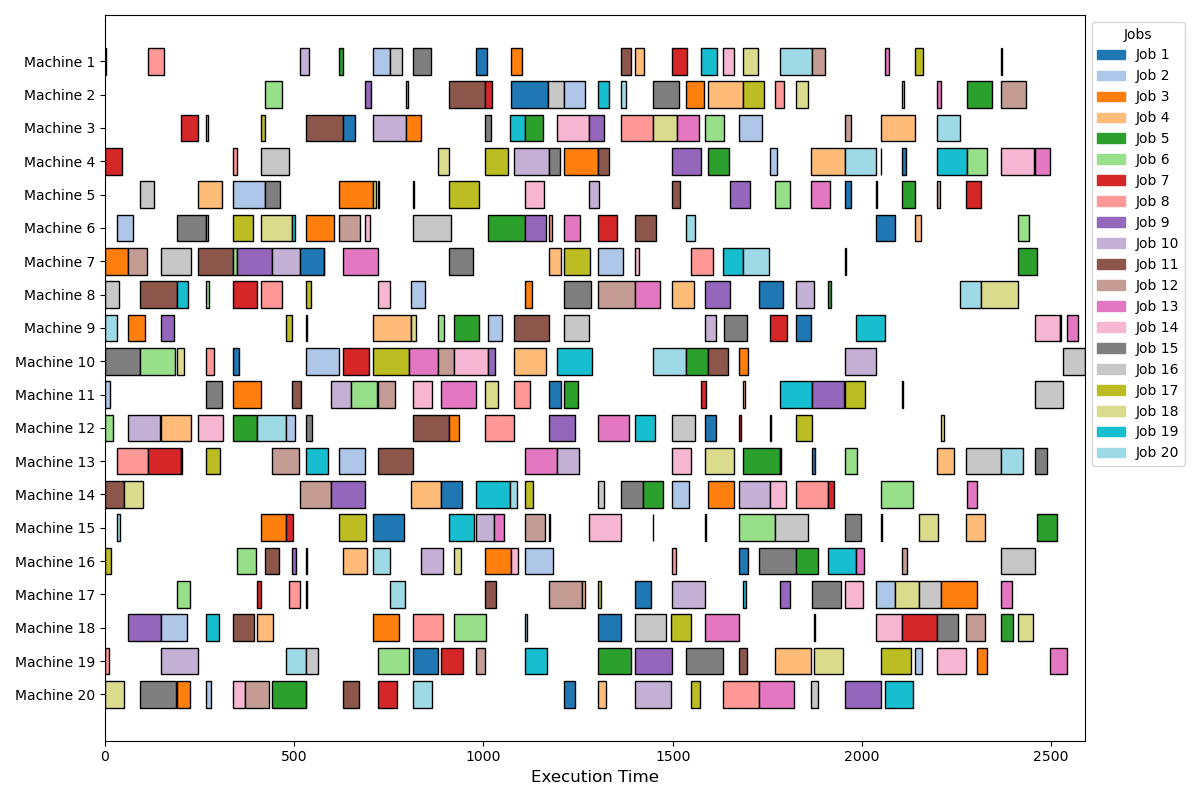 Machine 1
Machine 2
Machine 3
Machine 4
Machine 5
Machine 6
Machine 7
Machine 8
Machine 9
Machine 10
Machine 11
Machine 12
Machine 13
Machine 14
Machine 15
Machine 16
Machine 17
Machine 18
Machine 19
Machine 20
0 500 1000 1500 2000 2500
Execution Time
Jobs
Job 1
Job 2
Job 3
Job 4
Job 5
Job 6
Job 7
Job 8
Job 9
Job 10
Job 11
Job 12
Job 13
Job 14
Job 15
Job 16
Job 17
Job 18
Job 19
Job 20